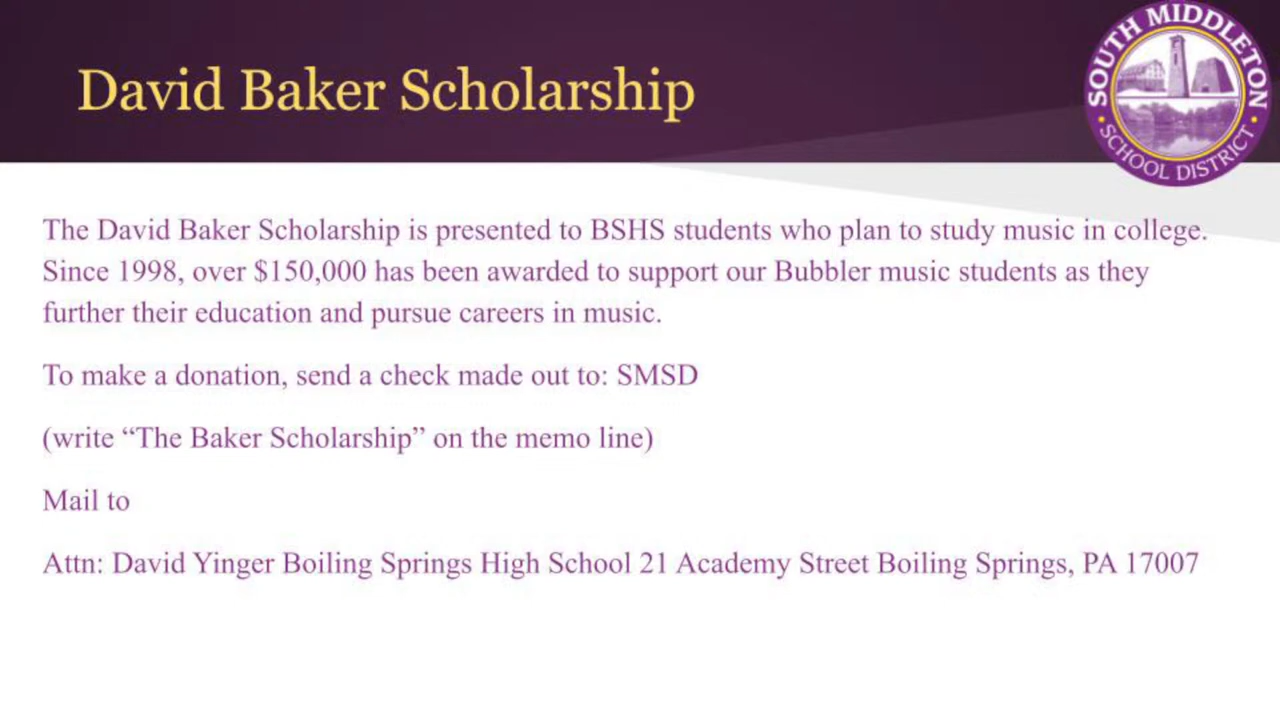 David Baker Scholarship
SOUTH MIDDLETON
SCHOOL DISTRICT
The David Baker Scholarship is presented to BSHS students who plan to study music in college.
Since 1998, over $150,000 has been awarded to support our Bubbler music students as they
further their education and pursue careers in music.
To make a donation, send a check made out to: SMSD
(write “The Baker Scholarship” on the memo line)
Mail to
Attn: David Yinger Boiling Springs High School 21 Academy Street Boiling Springs, PA 17007